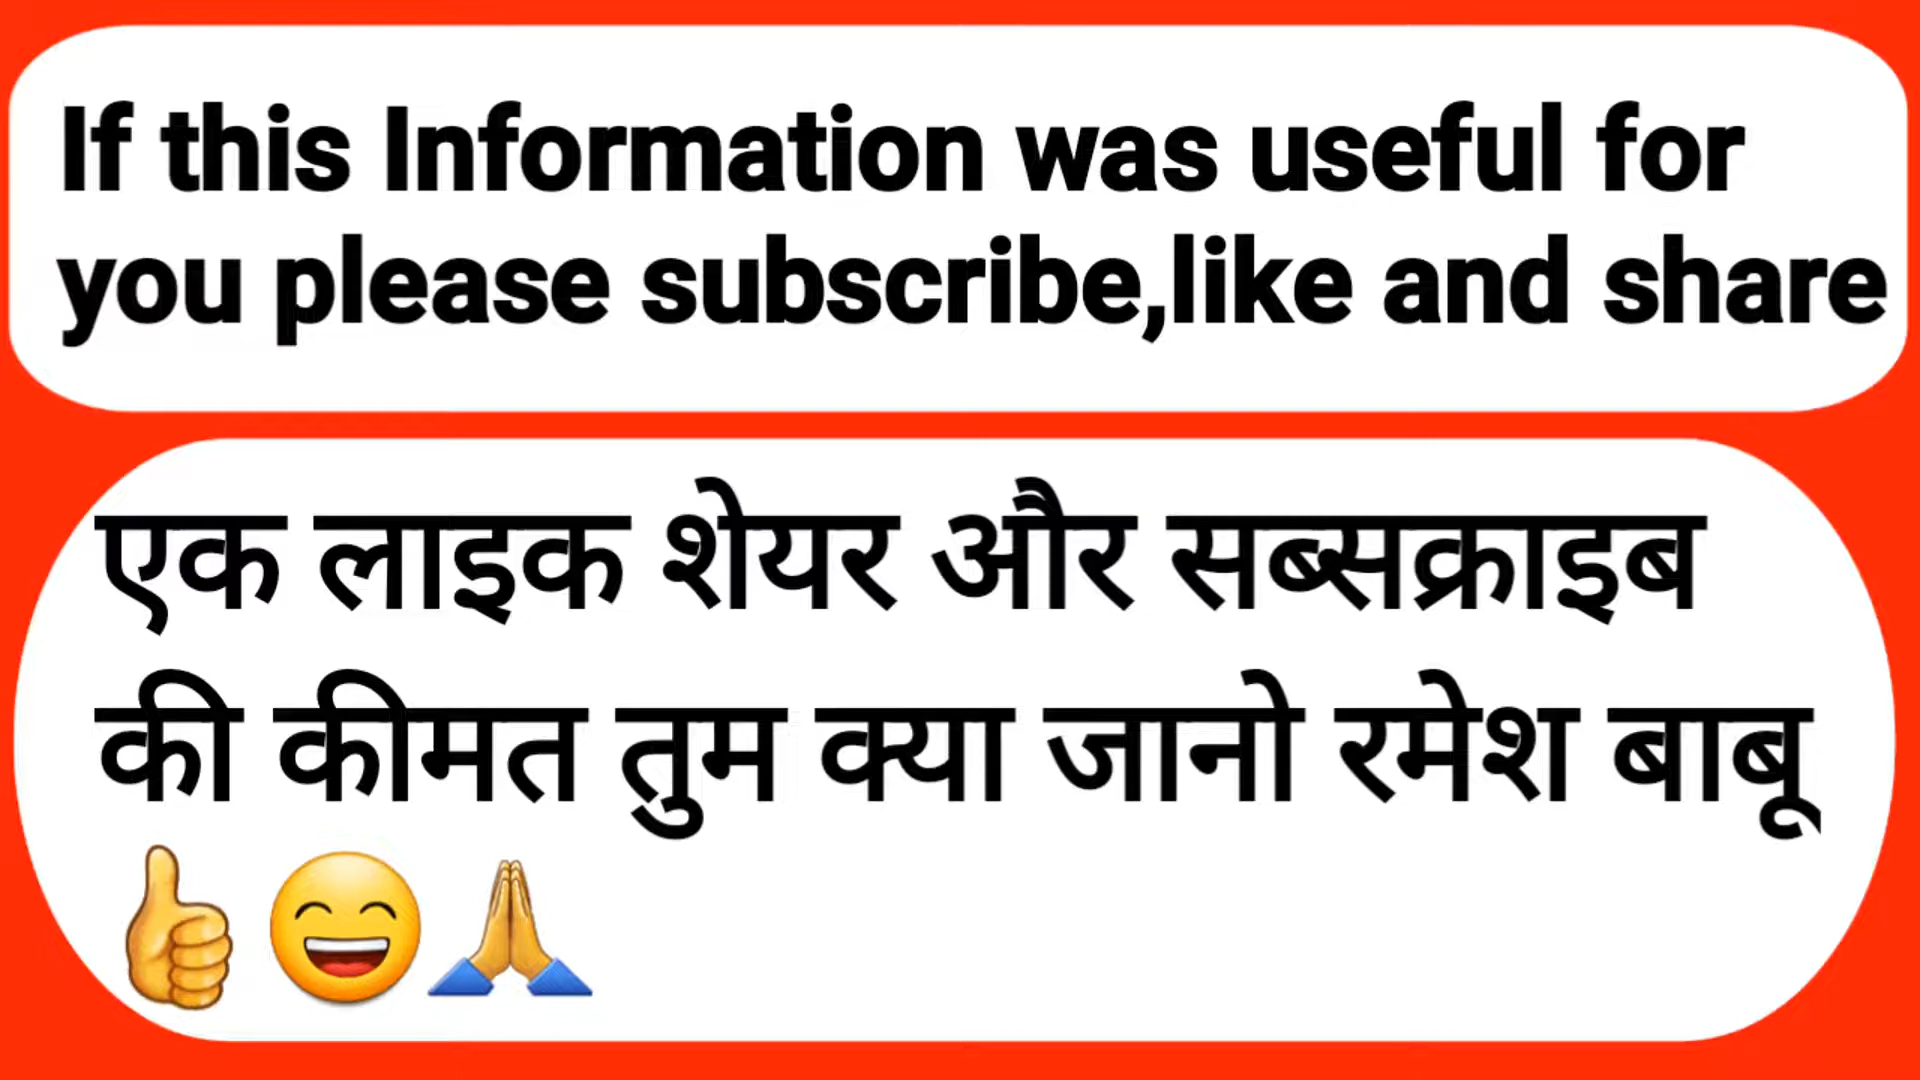 If this Information was useful for
you please subscribe,like and share
एक लाइक शेयर और सब्सक्राइब
की कीमत तुम क्या जानो रमेश बाबू
👍😄🙏